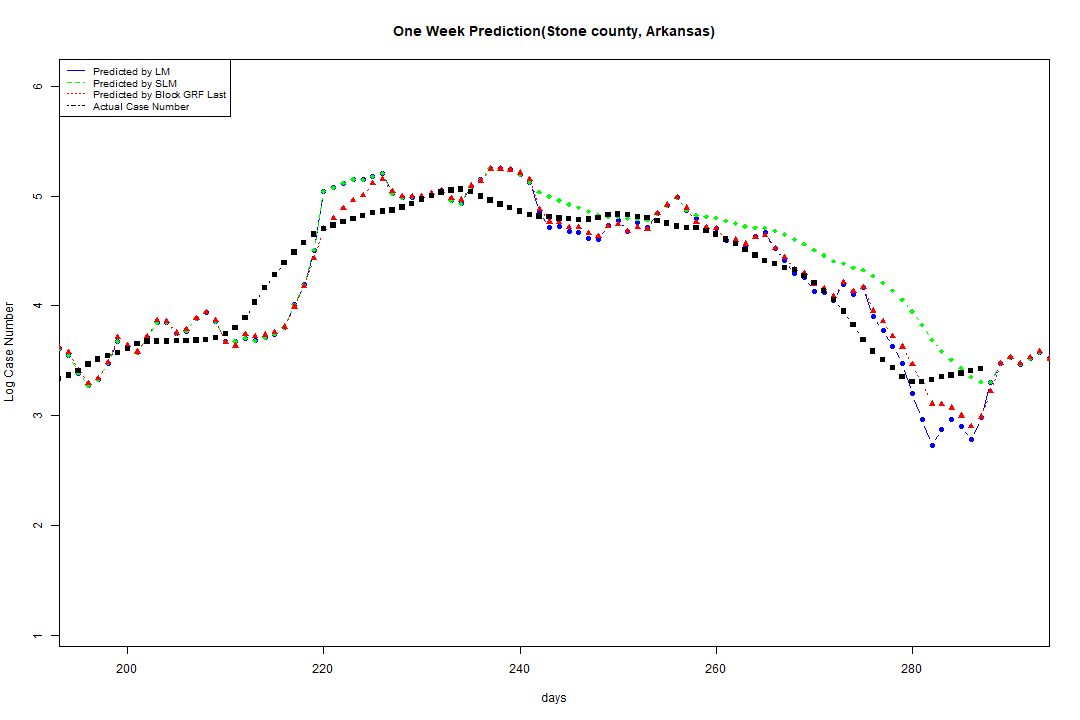 One Week Prediction(Stone county, Arkansas)
Predicted by LM
Predicted by SLM
Predicted by Block GRF Last
Actual Case Number
6
5
4
3
2
1
Log Case Number
200 220 240 260 280
days